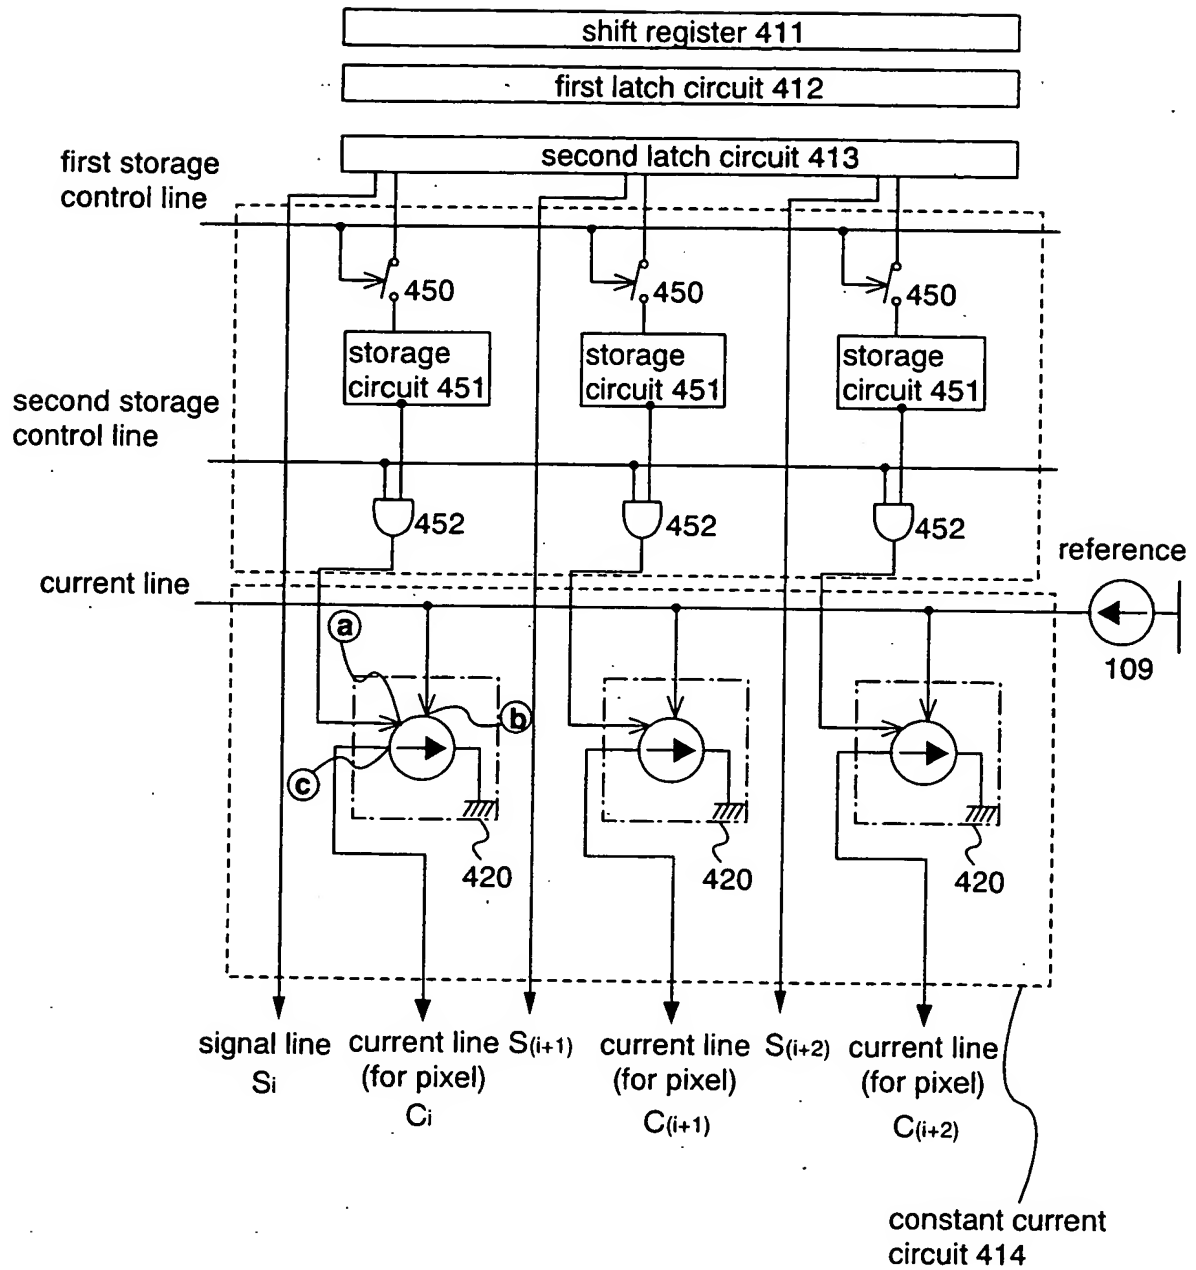 shift register 411
first latch circuit 412
second latch circuit 413
first storage
control line
450
450
450
storage
circuit 451
storage
circuit 451
storage
circuit 451
second storage
control line
452
452
452
reference
current line
109
a
b
c
420
420
420
signal line
Si
current line
(for pixel)
Ci
S(i+1)
current line
(for pixel)
C(i+1)
S(i+2)
current line
(for pixel)
C(i+2)
constant current
circuit 414